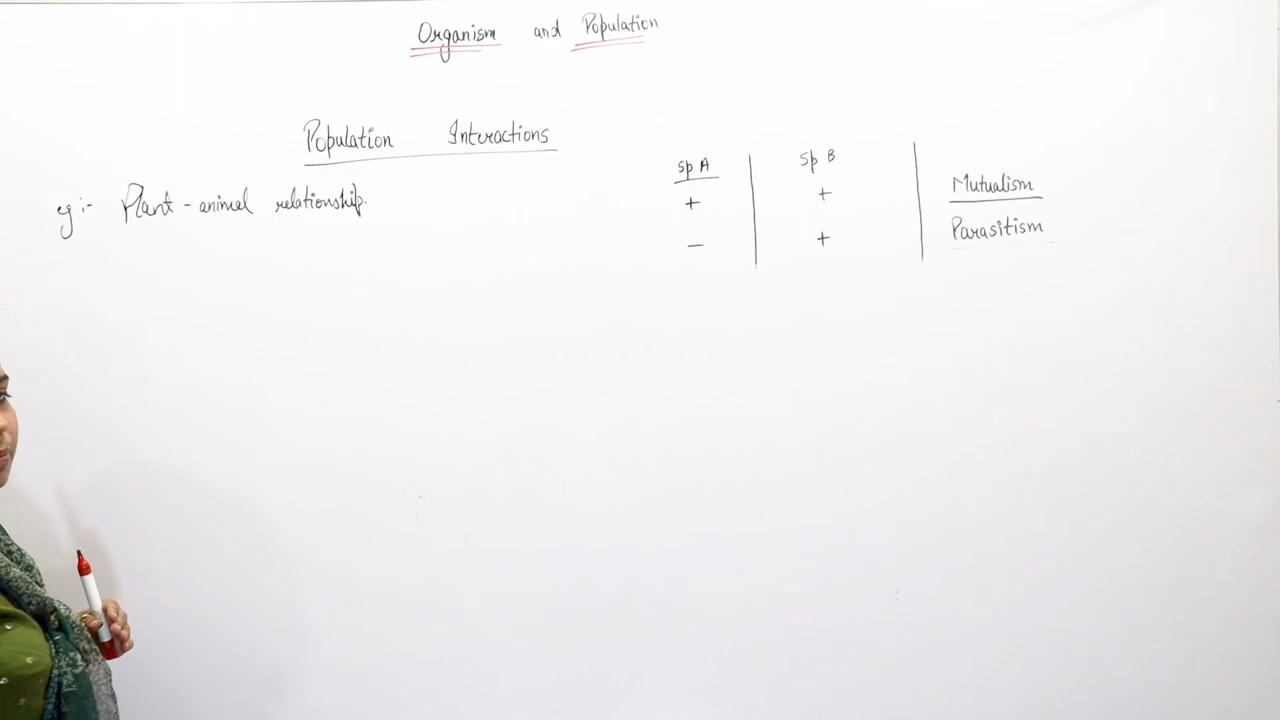 Organism and Population
Population Interactions
eg:- Plant-animal relationship.
Sp A Sp B
+ + Mutualism
- + Parasitism